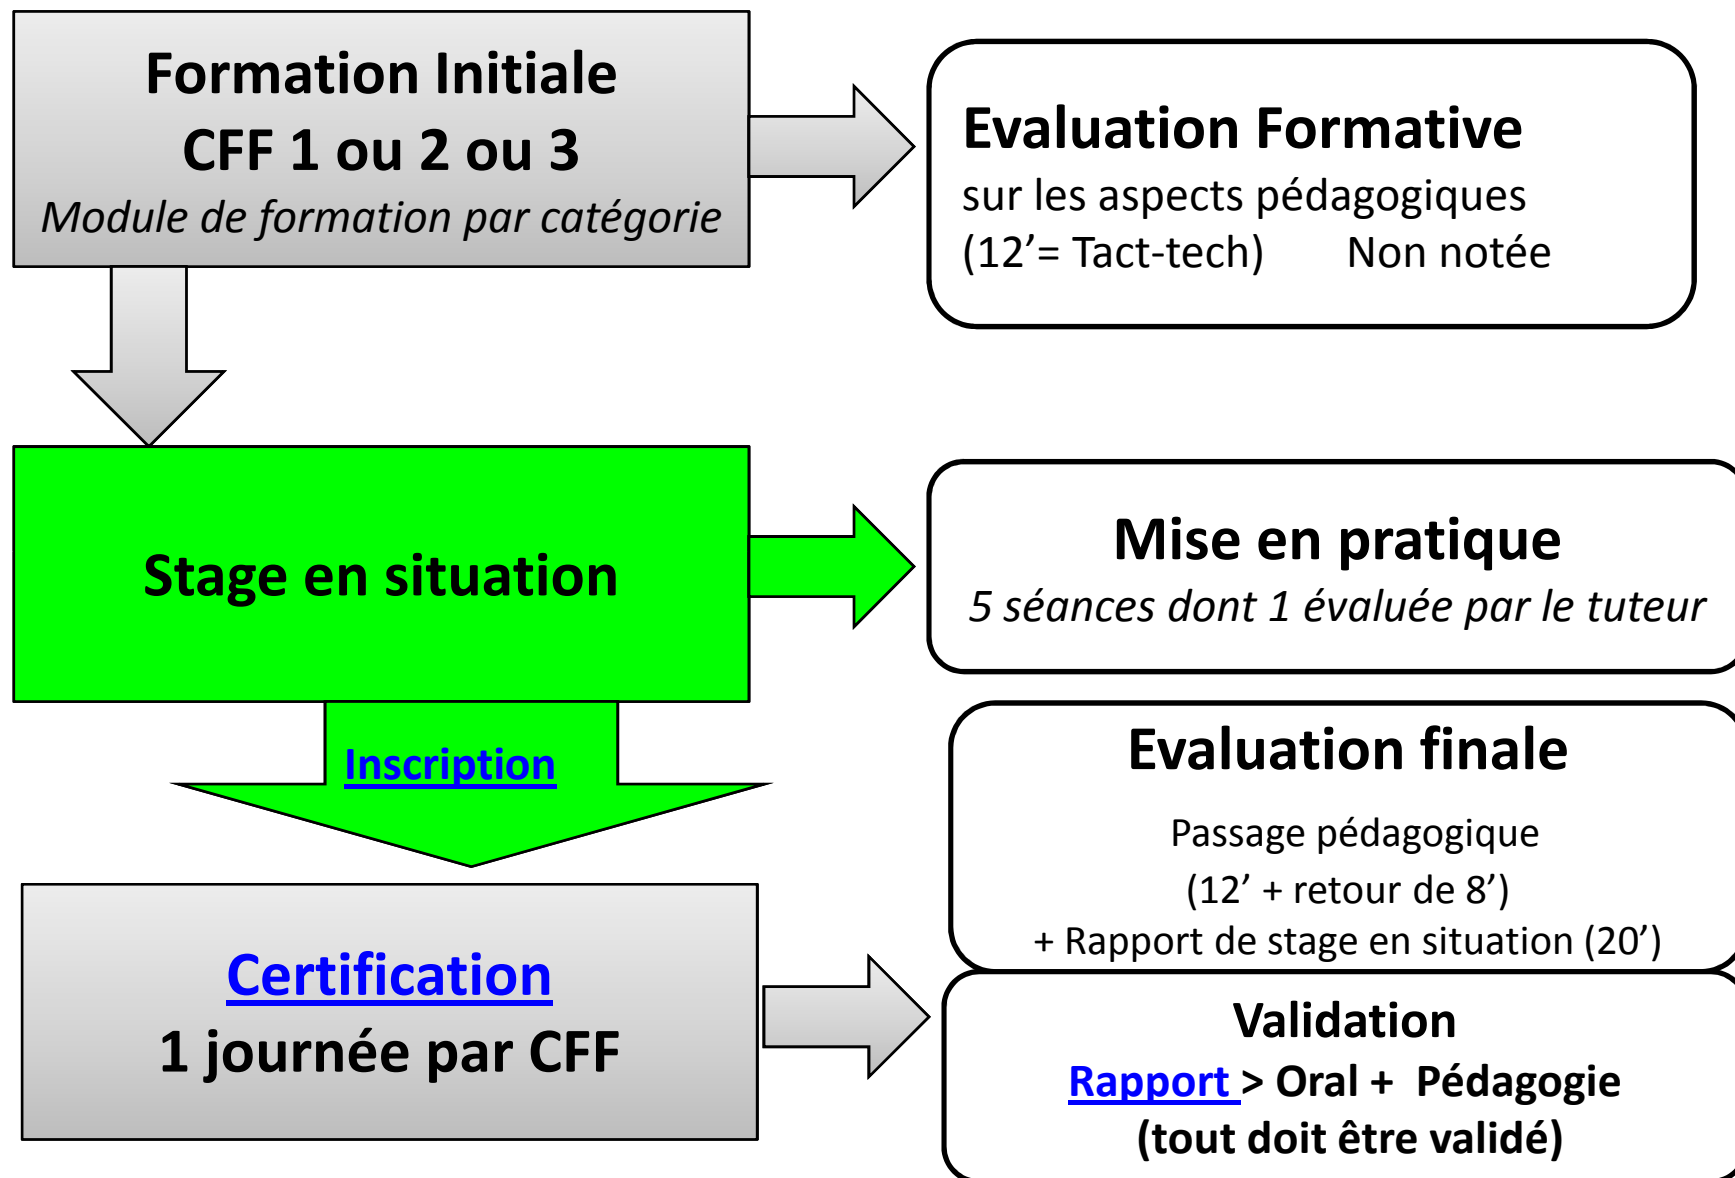 Formation Initiale
CFF 1 ou 2 ou 3
Module de formation par catégorie
Evaluation Formative
sur les aspects pédagogiques
(12’= Tact-tech) Non notée
Stage en situation
Mise en pratique
5 séances dont 1 évaluée par le tuteur
Inscription
Evaluation finale
Passage pédagogique
(12’ + retour de 8’)
+ Rapport de stage en situation (20’)
Certification
1 journée par CFF
Validation
Rapport > Oral + Pédagogie
(tout doit être validé)